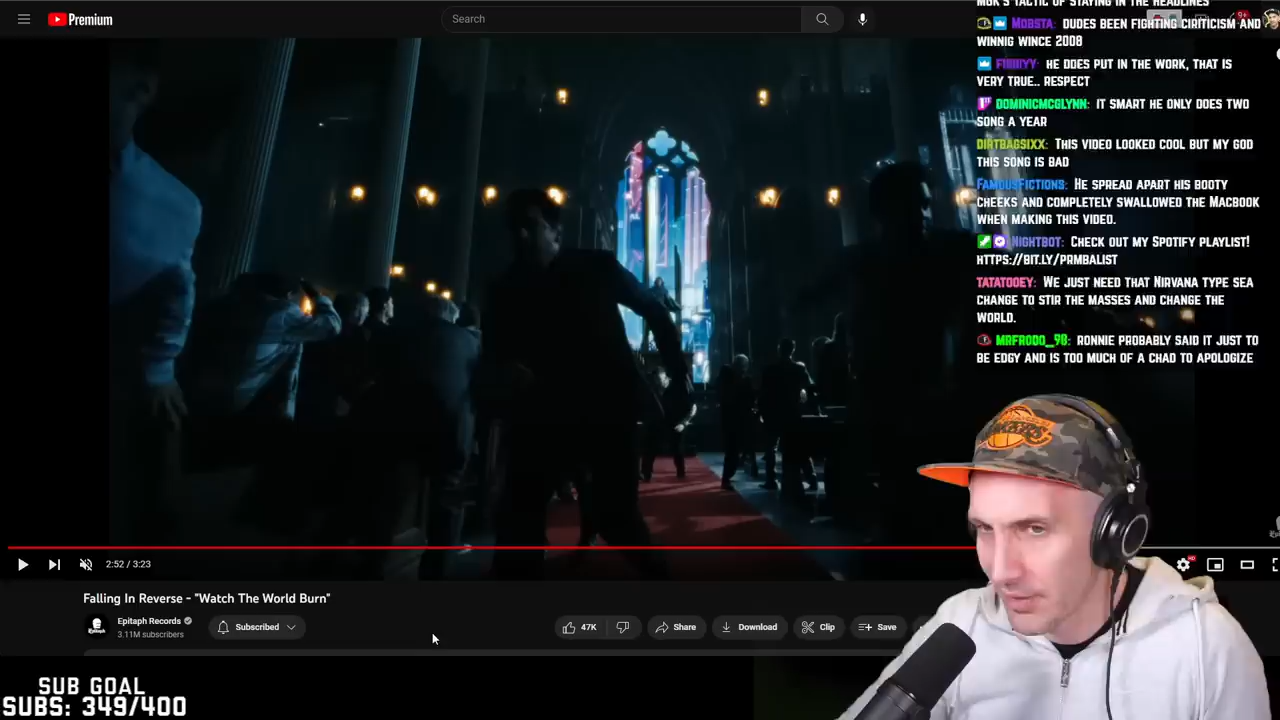 Premium
Search
9+
MGK'S TACTIC OF STAYING IN THE HEADLINES
MOBSTA: DUDES BEEN FIGHTING CIRITICISM AND
WINNIG WINCE 2008
HE DOES PUT IN THE WORK, THAT IS
VERY TRUE.. RESPECT
DOMINICMCGLYNN: IT SMART HE ONLY DOES TWO
SONG A YEAR
DIRTBAGSIXX: THIS VIDEO LOOKED COOL BUT MY GOD
THIS SONG IS BAD
FAMOUSFICTIONS: HE SPREAD APART HIS BOOTY
CHEEKS AND COMPLETELY SWALLOWED THE MACBOOK
WHEN MAKING THIS VIDEO.
NIGHTBOT: CHECK OUT MY SPOTIFY PLAYLIST!
HTTPS://BIT.LY/PRMBALIST
TATATOOEY: WE JUST NEED THAT NIRVANA TYPE SEA
CHANGE TO STIR THE MASSES AND CHANGE THE
WORLD.
MRFRODO_98: RONNIE PROBABLY SAID IT JUST TO
BE EDGY AND IS TOO MUCH OF A CHAD TO APOLOGIZE
2:52 / 3:23
HD
Falling In Reverse - "Watch The World Burn"
Epitaph Records
3.11M subscribers
Subscribed
47K
Share
Download
Clip
Save
SUB GOAL
SUBS: 349/400